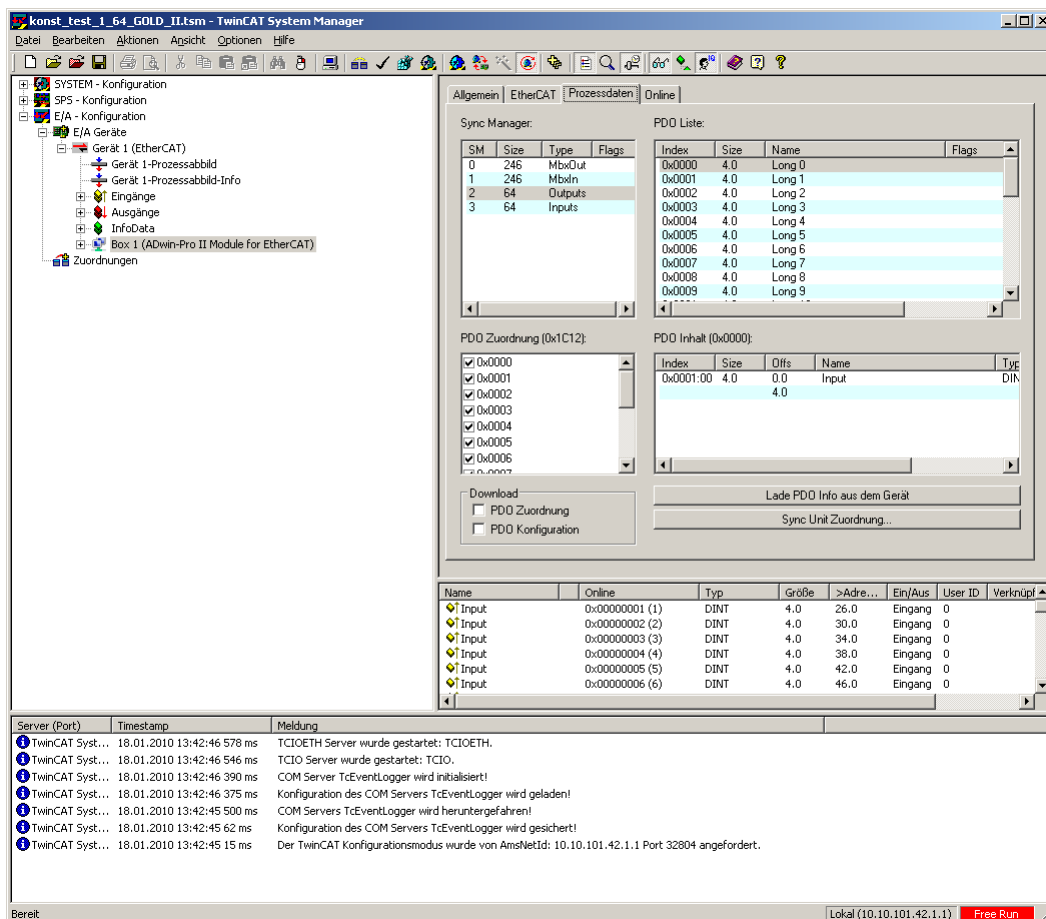 konst_test_1_64_GOLD_II.tsm - TwinCAT System Manager
Datei Bearbeiten Aktionen Ansicht Optionen Hilfe
SYSTEM - Konfiguration
SPS - Konfiguration
E/A - Konfiguration
E/A Geräte
Gerät 1 (EtherCAT)
Gerät 1-Prozessabbild
Gerät 1-Prozessabbild-Info
Eingänge
Ausgänge
InfoData
Box 1 (ADwin-Pro II Module for EtherCAT)
Zuordnungen
Allgemein EtherCAT Prozessdaten Online
Sync Manager:
SM Size Type Flags
0 246 MbxOut
1 246 MbxIn
2 64 Outputs
3 64 Inputs
PDO Liste:
Index Size Name Flags
0x0000 4.0 Long 0
0x0001 4.0 Long 1
0x0002 4.0 Long 2
0x0003 4.0 Long 3
0x0004 4.0 Long 4
0x0005 4.0 Long 5
0x0006 4.0 Long 6
0x0007 4.0 Long 7
0x0008 4.0 Long 8
0x0009 4.0 Long 9
PDO Zuordnung (0x1C12):
0x0000
0x0001
0x0002
0x0003
0x0004
0x0005
0x0006
0x0007
PDO Inhalt (0x0000):
Index Size Offs Name Typ
0x0001:00 4.0 0.0 Input DIN
4.0
Download
PDO Zuordnung
PDO Konfiguration
Lade PDO Info aus dem Gerät
Sync Unit Zuordnung...
Name Online Typ Größe >Adre... Ein/Aus User ID Verknüpf
Input 0x00000001 (1) DINT 4.0 26.0 Eingang 0
Input 0x00000002 (2) DINT 4.0 30.0 Eingang 0
Input 0x00000003 (3) DINT 4.0 34.0 Eingang 0
Input 0x00000004 (4) DINT 4.0 38.0 Eingang 0
Input 0x00000005 (5) DINT 4.0 42.0 Eingang 0
Input 0x00000006 (6) DINT 4.0 46.0 Eingang 0
Server (Port) Timestamp Meldung
TwinCAT Syst... 18.01.2010 13:42:46 578 ms TCIOETH Server wurde gestartet: TCIOETH.
TwinCAT Syst... 18.01.2010 13:42:46 546 ms TCIO Server wurde gestartet: TCIO.
TwinCAT Syst... 18.01.2010 13:42:46 390 ms COM Server TcEventLogger wird initialisiert!
TwinCAT Syst... 18.01.2010 13:42:46 375 ms Konfiguration des COM Servers TcEventLogger wird geladen!
TwinCAT Syst... 18.01.2010 13:42:45 500 ms COM Servers TcEventLogger wird heruntergefahren!
TwinCAT Syst... 18.01.2010 13:42:45 62 ms Konfiguration des COM Servers TcEventLogger wird gesichert!
TwinCAT Syst... 18.01.2010 13:42:45 15 ms Der TwinCAT Konfigurationsmodus wurde von AmsNetId: 10.10.101.42.1.1 Port 32804 angefordert.
Bereit Lokal (10.10.101.42.1.1) Free Run